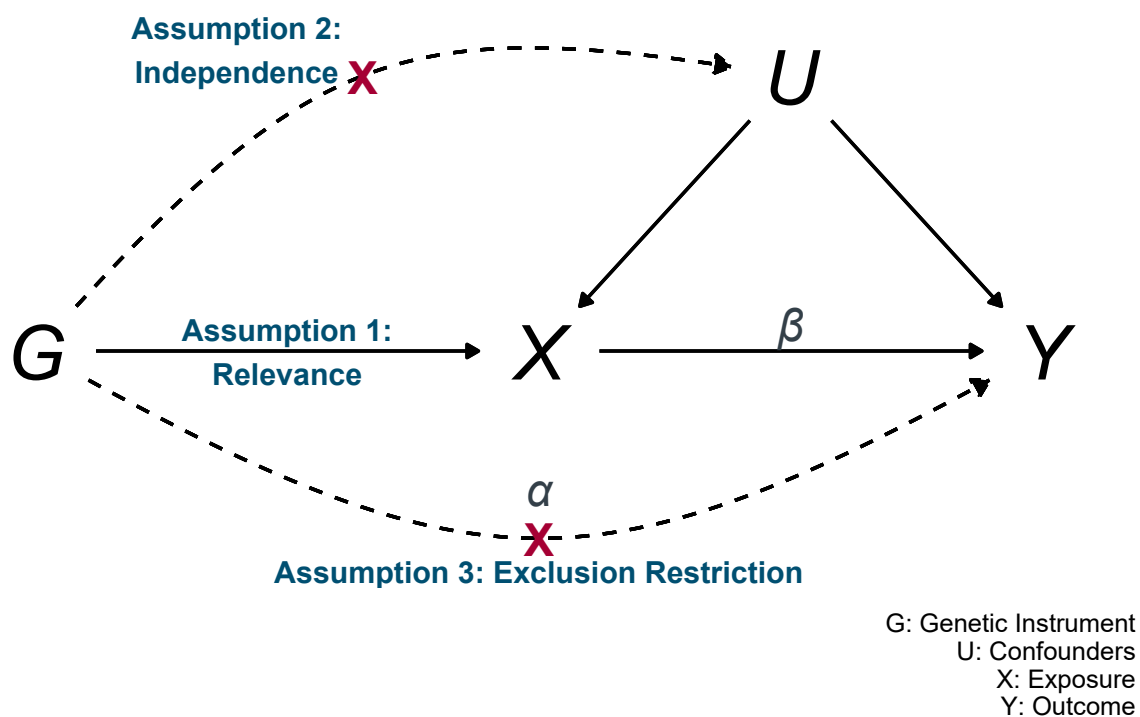 Assumption 2:
Independence
X
U
G
Assumption 1:
Relevance
X
β
Y
α
X
Assumption 3: Exclusion Restriction
G: Genetic Instrument
U: Confounders
X: Exposure
Y: Outcome